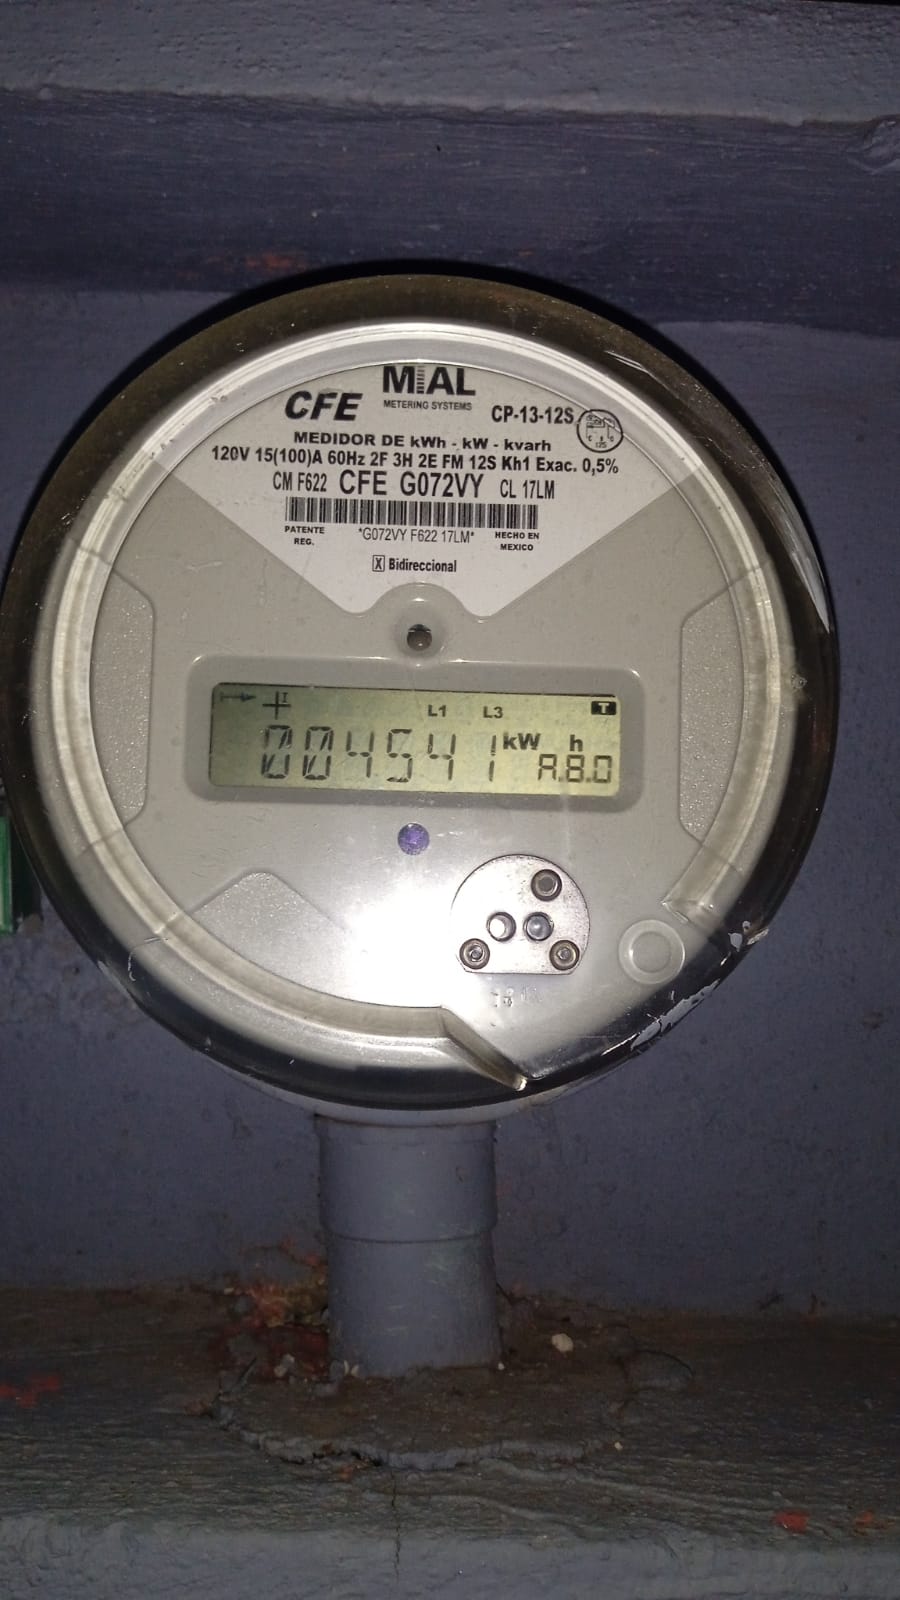 MIAL
METERING SYSTEMS
CFE
CP-13-12S
MEDIDOR DE kWh - kW - kvarh
120V 15(100)A 60Hz 2F 3H 2E FM 12S Kh1 Exac. 0,5%
CM F622 CFE G072VY CL 17LM
PATENTE REG.
*G072VY F622 17LM*
HECHO EN MEXICO
X Bidireccional
L1 L3 T
004541 kW h A.8.0